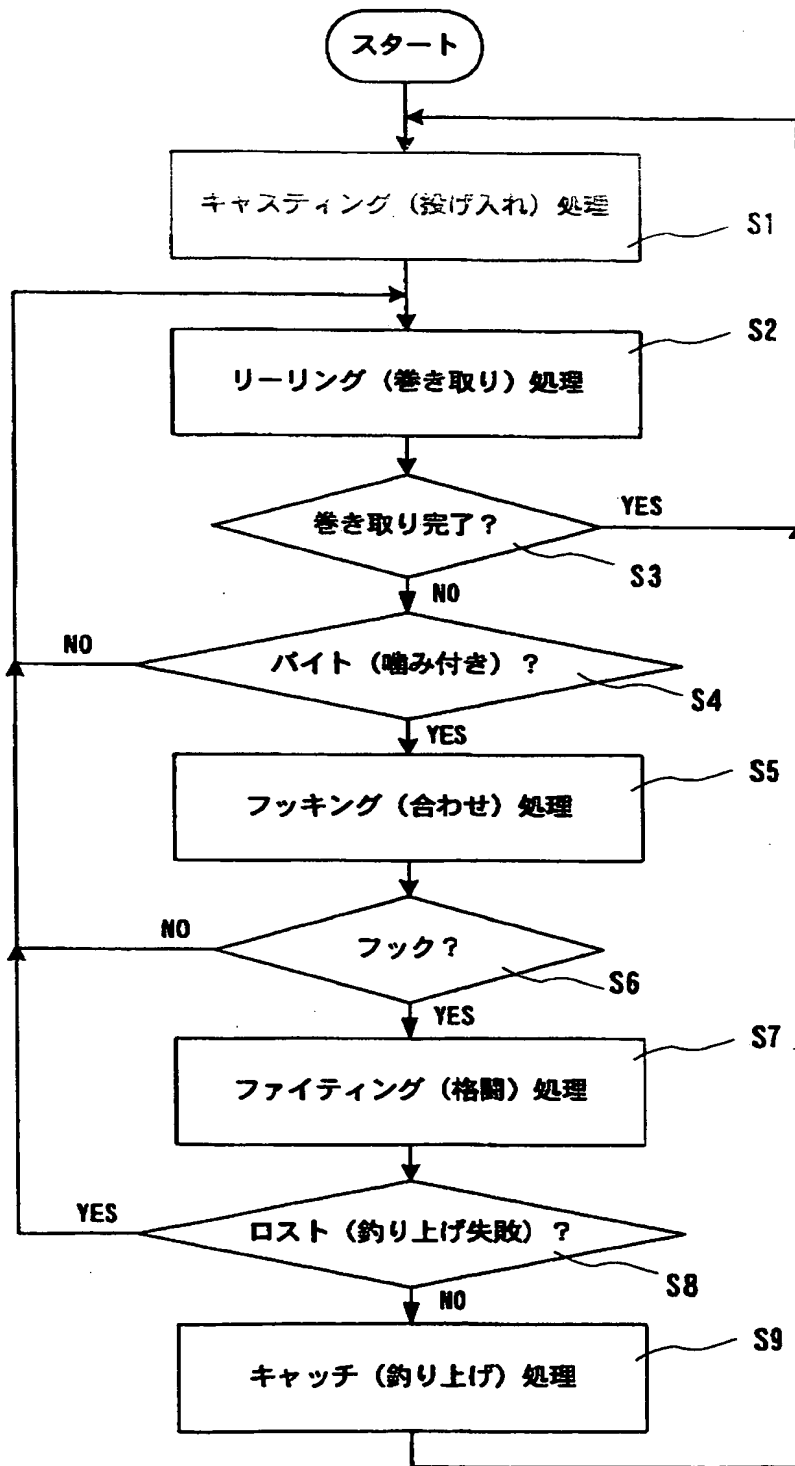 スタート
キャスティング（投げ入れ）処理
S1
S2
リーリング（巻き取り）処理
巻き取り完了？
YES
S3
NO
NO
バイト（噛み付き）？
S4
YES
S5
フッキング（合わせ）処理
NO
フック？
S6
YES
S7
ファイティング（格闘）処理
YES
ロスト（釣り上げ失敗）？
S8
NO
S9
キャッチ（釣り上げ）処理